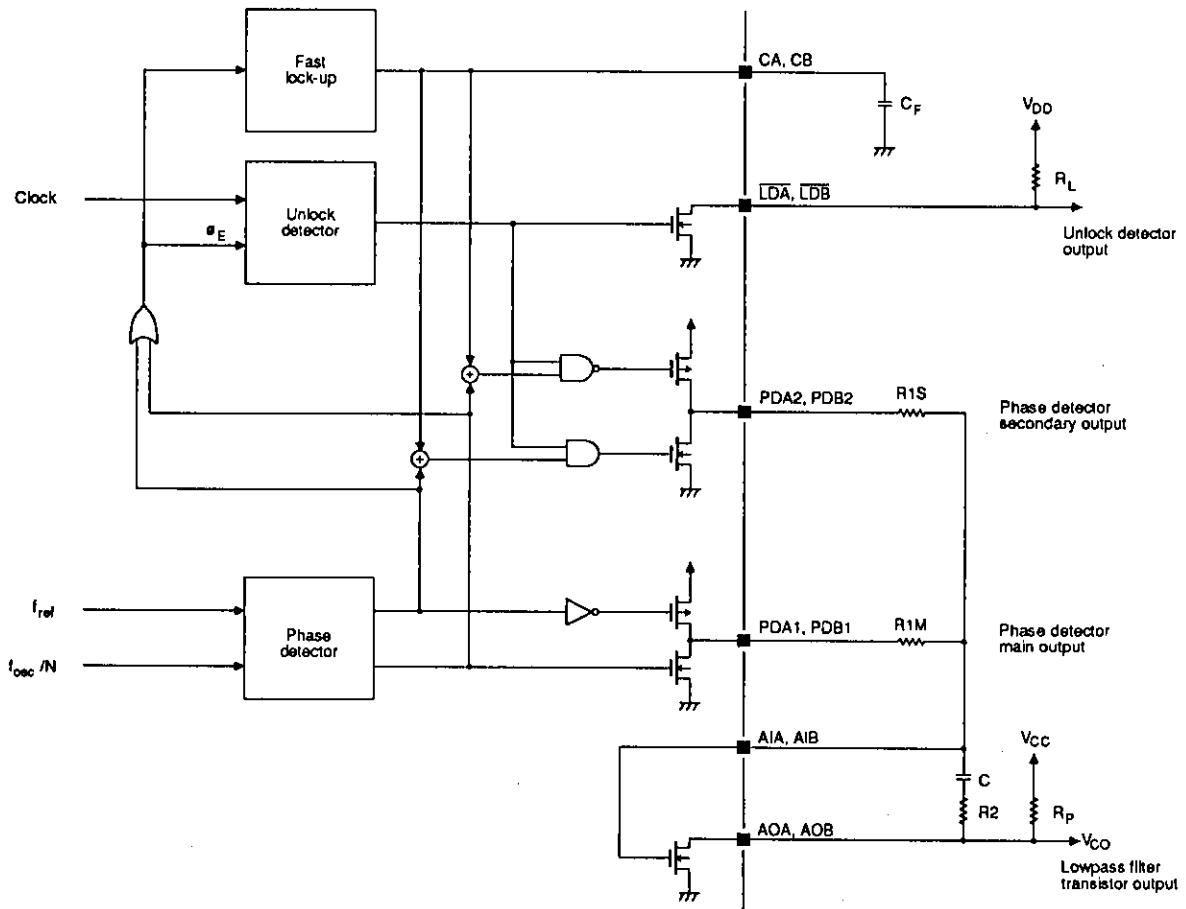 Fast
lock-up
CA, CB
C_F
V_DD
R_L
Clock
Unlock
detector
ø_E
L̅D̅A̅, L̅D̅B̅
Unlock detector
output
+
+
PDA2, PDB2
R1S
Phase detector
secondary output
f_ref
f_osc /N
Phase
detector
PDA1, PDB1
R1M
Phase detector
main output
AIA, AIB
V_CC
C
R2
R_P
AOA, AOB
V_CO
Lowpass filter
transistor output